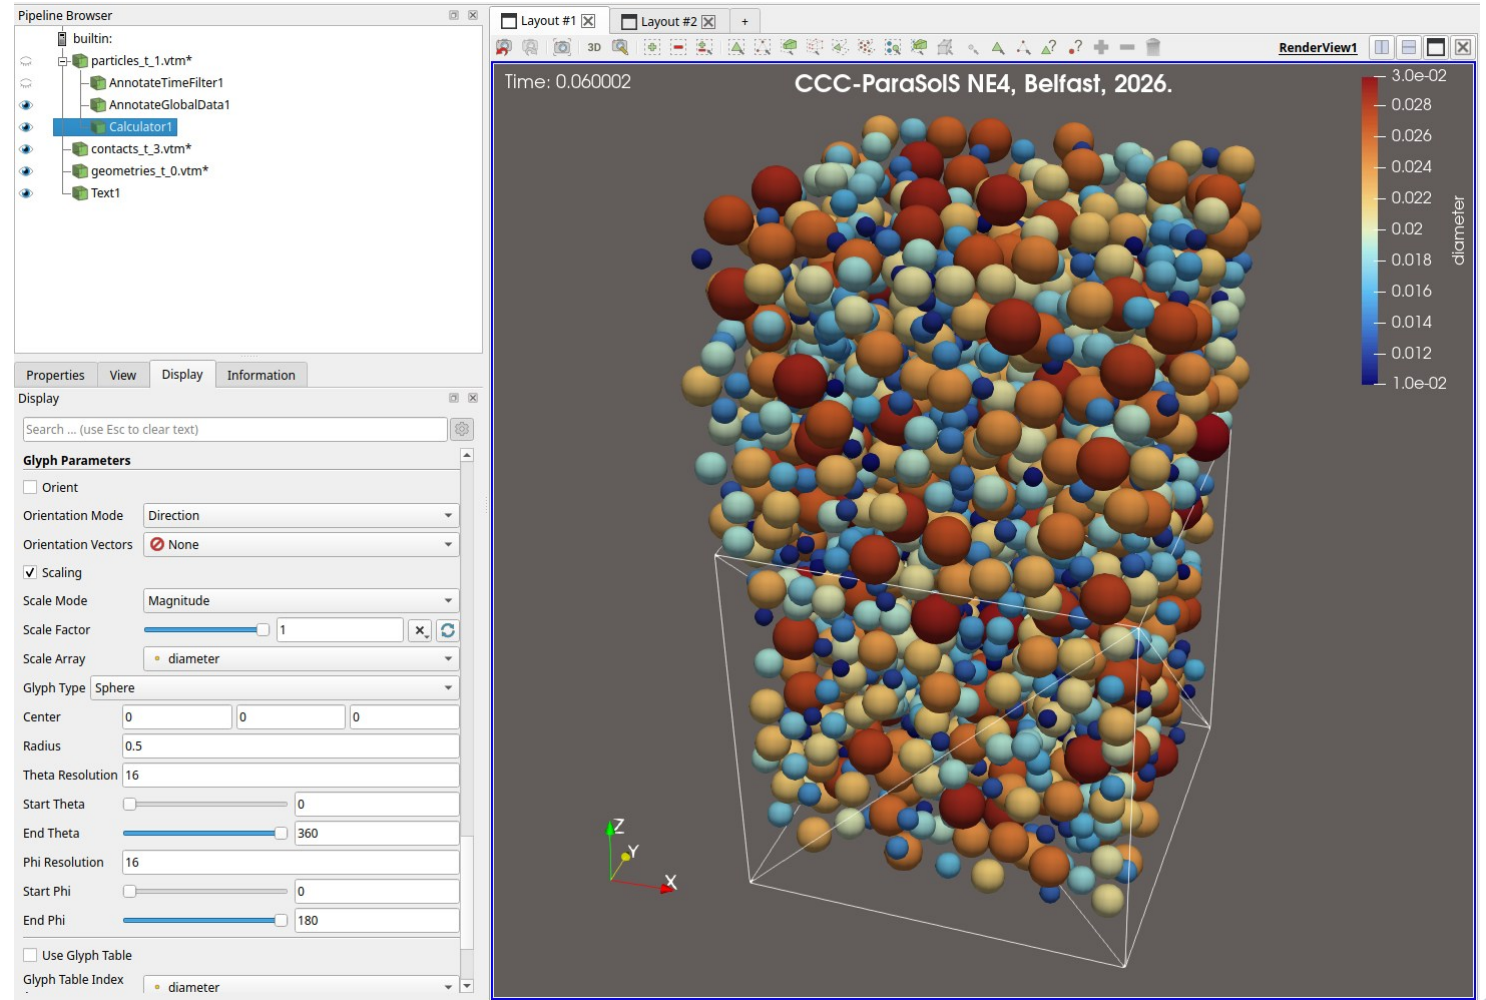 Pipeline Browser
builtin:
particles_t_1.vtm*
AnnotateTimeFilter1
AnnotateGlobalData1
Calculator1
contacts_t_3.vtm*
geometries_t_0.vtm*
Text1
Properties View Display Information
Display
Search ... (use Esc to clear text)
Glyph Parameters
Orient
Orientation Mode Direction
Orientation Vectors None
Scaling
Scale Mode Magnitude
Scale Factor 1
Scale Array diameter
Glyph Type Sphere
Center 0 0 0
Radius 0.5
Theta Resolution 16
Start Theta 0
End Theta 360
Phi Resolution 16
Start Phi 0
End Phi 180
Use Glyph Table
Glyph Table Index diameter
Layout #1 Layout #2 +
3D
RenderView1
Time: 0.060002
CCC-ParaSolS NE4, Belfast, 2026.
3.0e-02
0.028
0.026
0.024
0.022
0.02
0.018
0.016
0.014
0.012
1.0e-02
diameter
Z
Y
X